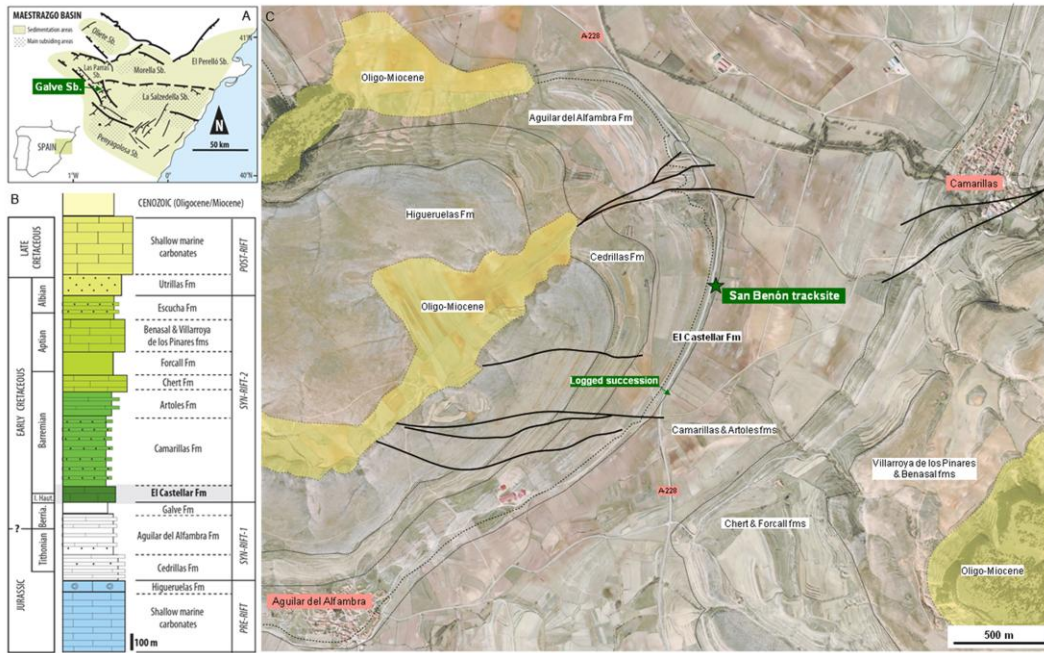 A
MAESTRAZGO BASIN
Sedimentation areas
Main subsiding areas
Oliete Sb.
41°N
El Perelló Sb.
Las Parras
Sb.
Morella Sb.
Galve Sb.
La Salzedella Sb.
Penyagolosa Sb.
N
50 km
SPAIN
1°W
0°
40°N
B
CENOZOIC (Oligocene/Miocene)
LATE
CRETACEOUS
Shallow marine
carbonates
POST-RIFT
Utrillas Fm
EARLY CRETACEOUS
Albian
Escucha Fm
Aptian
Benasal & Villarroya
de los Pinares fms
Forcall Fm
SYN-RIFT-2
Chert Fm
Barremian
Artoles Fm
Camarillas Fm
l. Haut.
El Castellar Fm
Berria.
Galve Fm
?
Aguilar del Alfambra Fm
SYN-RIFT-1
Tithonian
Cedrillas Fm
JURASSIC
Higueruelas Fm
Shallow marine
carbonates
PRE-RIFT
100 m
C
A-228
Oligo-Miocene
Aguilar del Alfambra Fm
Camarillas
Higueruelas Fm
Cedrillas Fm
San Benón tracksite
Oligo-Miocene
El Castellar Fm
Logged succession
Camarillas & Artoles fms
Villarroya de los Pinares
& Benasal fms
A-228
Chert & Forcall fms
Oligo-Miocene
Aguilar del Alfambra
500 m